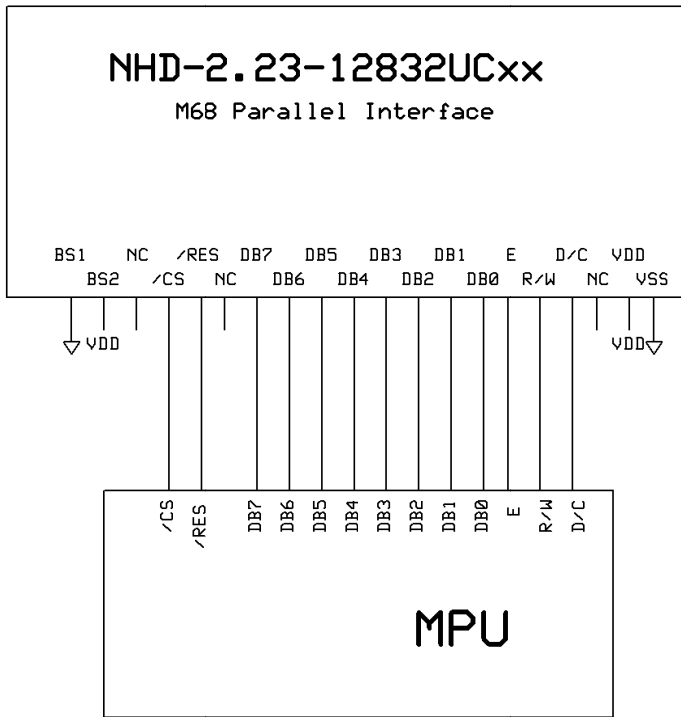 NHD-2.23-12832UCxx
M68 Parallel Interface
BS1 NC /RES DB7 DB5 DB3 DB1 E D/C VDD
BS2 /CS NC DB6 DB4 DB2 DB0 R/W NC VSS
VDD VDD
/CS /RES DB7 DB6 DB5 DB4 DB3 DB2 DB1 DB0 E R/W D/C
MPU